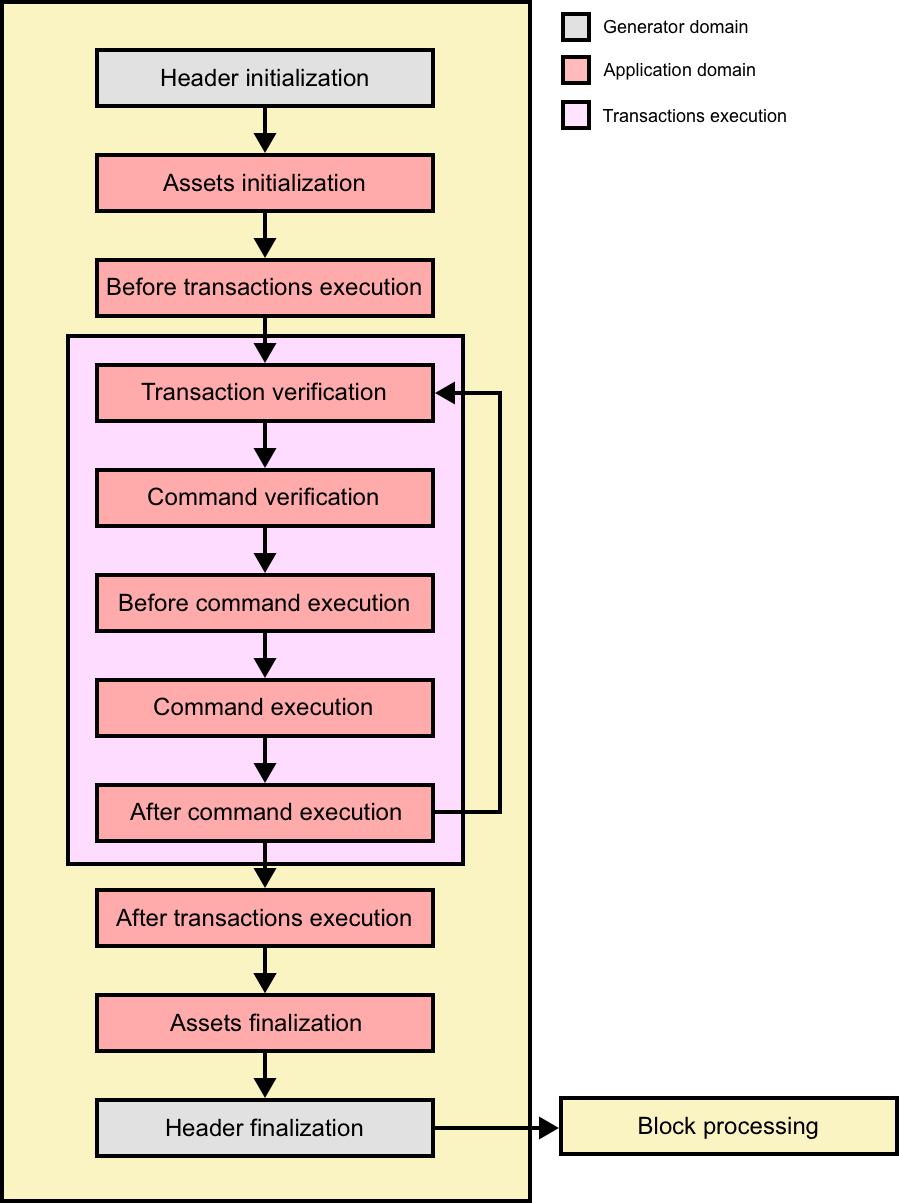 Generator domain
Application domain
Transactions execution
Header initialization
Assets initialization
Before transactions execution
Transaction verification
Command verification
Before command execution
Command execution
After command execution
After transactions execution
Assets finalization
Header finalization
Block processing